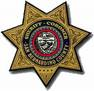 SHERIFF - CORONER
SAN BERNARDINO COUNTY